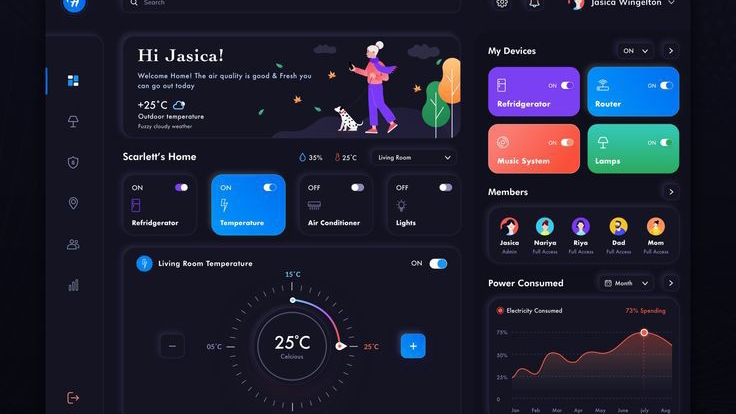 Search
Jasica Wingelton
Hi Jasica!
Welcome Home! The air quality is good & Fresh you
can go out today
+25°C
Outdoor temperature
Fuzzy cloudy weather
Scarlett's Home
35%
25°C
Living Room
ON
Refridgerator
ON
Temperature
OFF
Air Conditioner
OFF
Lights
Living Room Temperature
ON
15°C
05°C
25°C
Celcious
25°C
My Devices
ON
ON
Refridgerator
ON
Router
ON
Music System
ON
Lamps
Members
Jasica
Admin
Nariya
Full Access
Riya
Full Access
Dad
Full Access
Mom
Full Access
Power Consumed
Month
Electricity Consumed
73% Spending
75%
50%
25%
0
Jan Feb Mar Apr May Jun july Aug